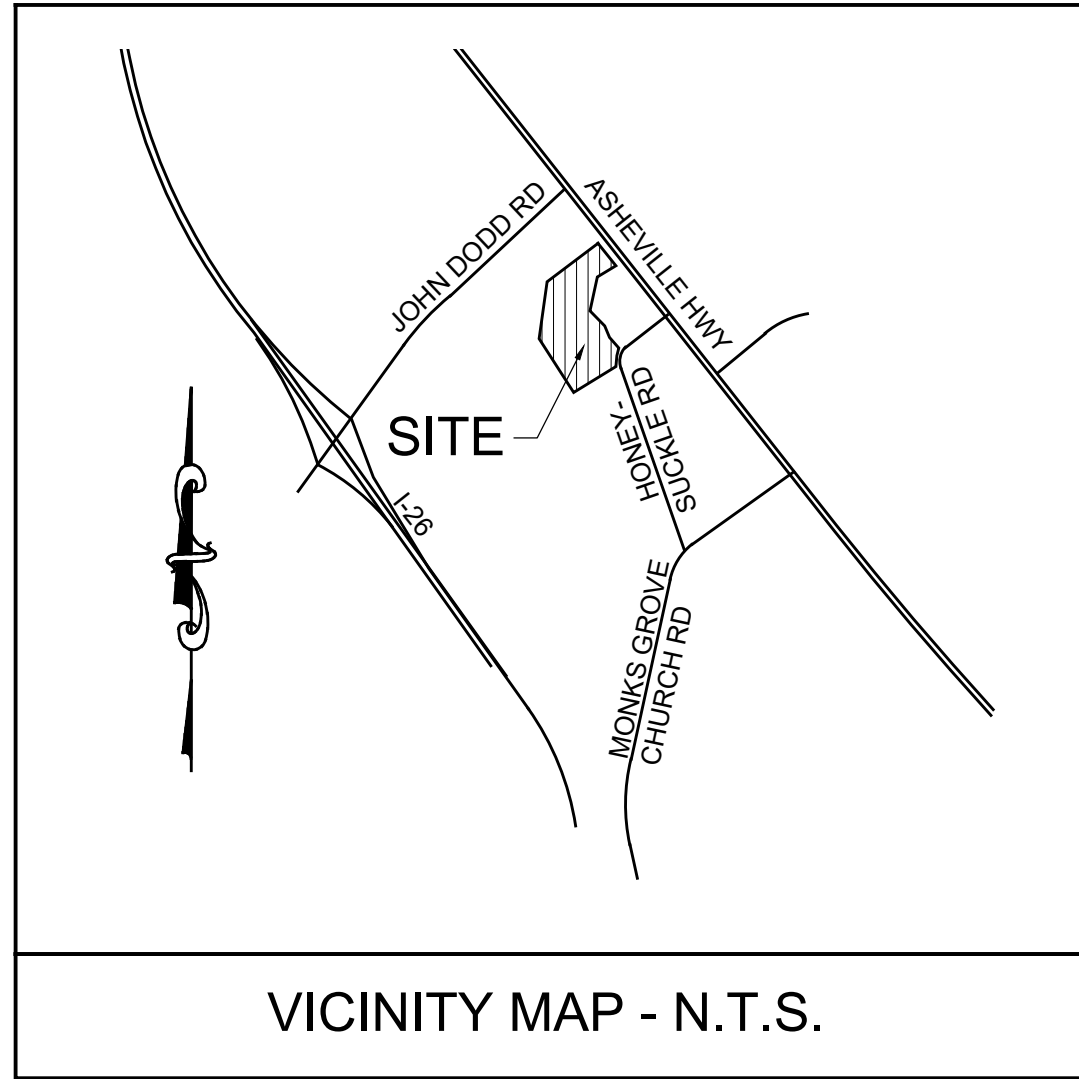 JOHN DODD RD
ASHEVILLE HWY
SITE
HONEY-
SUCKLE RD
I-26
MONKS GROVE
CHURCH RD
VICINITY MAP - N.T.S.